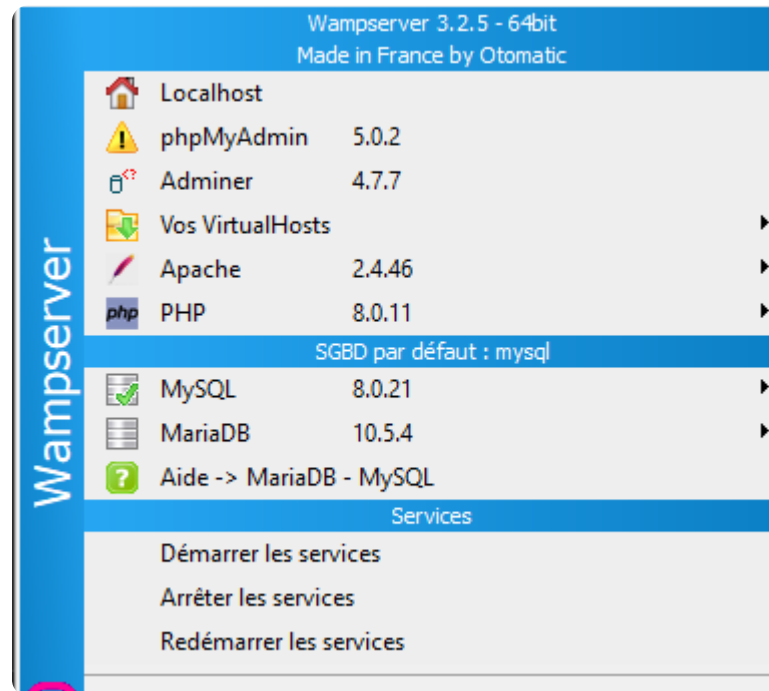 Wampserver 3.2.5 - 64bit
Made in France by Otomatic
Localhost
phpMyAdmin 5.0.2
Adminer 4.7.7
Vos VirtualHosts
Apache 2.4.46
php PHP 8.0.11
SGBD par défaut : mysql
MySQL 8.0.21
MariaDB 10.5.4
Aide -> MariaDB - MySQL
Services
Démarrer les services
Arrêter les services
Redémarrer les services
Wampserver